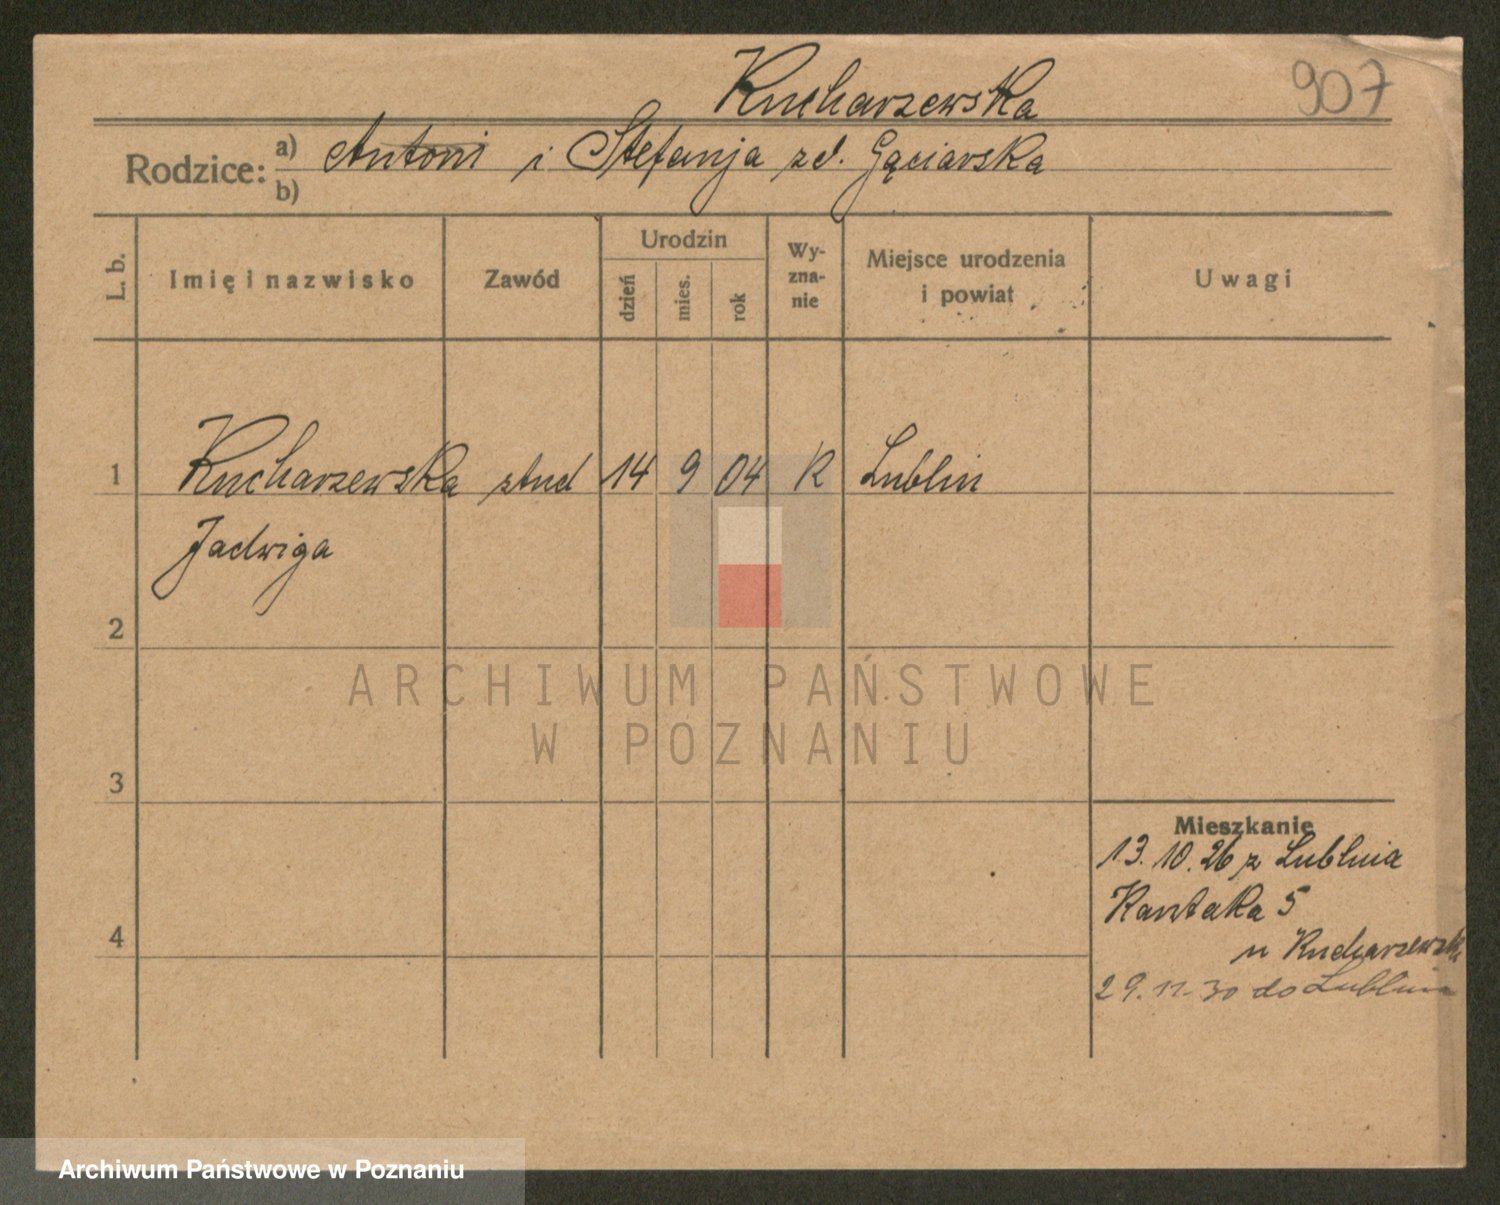 Kucharzewska
907
Rodzice: a) Antoni i Stefanja zd. Gąciarska
b)
L. b.
Imię i nazwisko
Zawód
Urodzin
dzień
mies.
rok
Wy-
zna-
nie
Miejsce urodzenia
i powiat
Uwagi
1 Kucharzewska stud 14 9 04 R Lublin
Jadwiga
2
3
4
Mieszkanie
13.10.26 z Lublina
Kantaka 5
u Kucharzewsk
29.11.30 do Lublina
ARCHIWUM PAŃSTWOWE
W POZNANIU
Archiwum Państwowe w Poznaniu